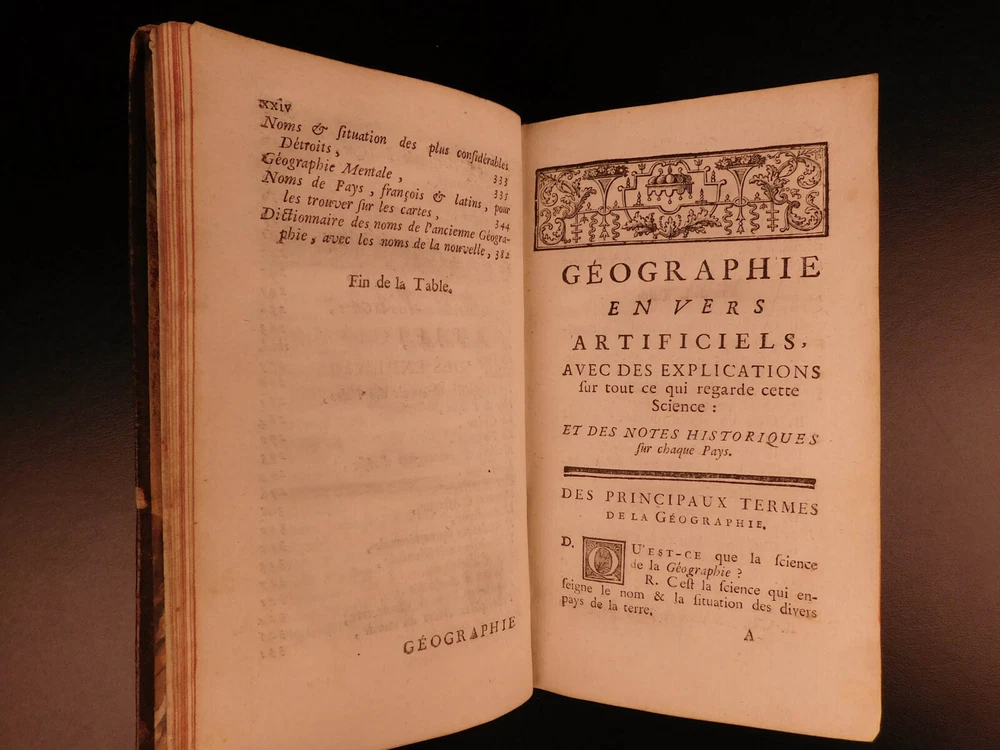 xxiv
Noms & ſituation des plus conſidérables
Détroits, 333
Géographie Mentale, 335
Noms de Pays, françois & latins, pour
les trouver ſur les cartes, 344
Dictionnaire des noms de l'ancienne Géogra-
phie, avec les noms de la nouvelle, 382
Fin de la Table.
GÉOGRAPHIE
GÉOGRAPHIE
EN VERS
ARTIFICIELS,
AVEC DES EXPLICATIONS
ſur tout ce qui regarde cette
Science :
ET DES NOTES HISTORIQUES
ſur chaque Pays.
DES PRINCIPAUX TERMES
DE LA GÉOGRAPHIE.
D. QU'EST-CE que la ſcience
de la Géographie ?
R. C'eſt la ſcience qui en-
ſeigne le nom & la ſituation des divers
pays de la terre.
A